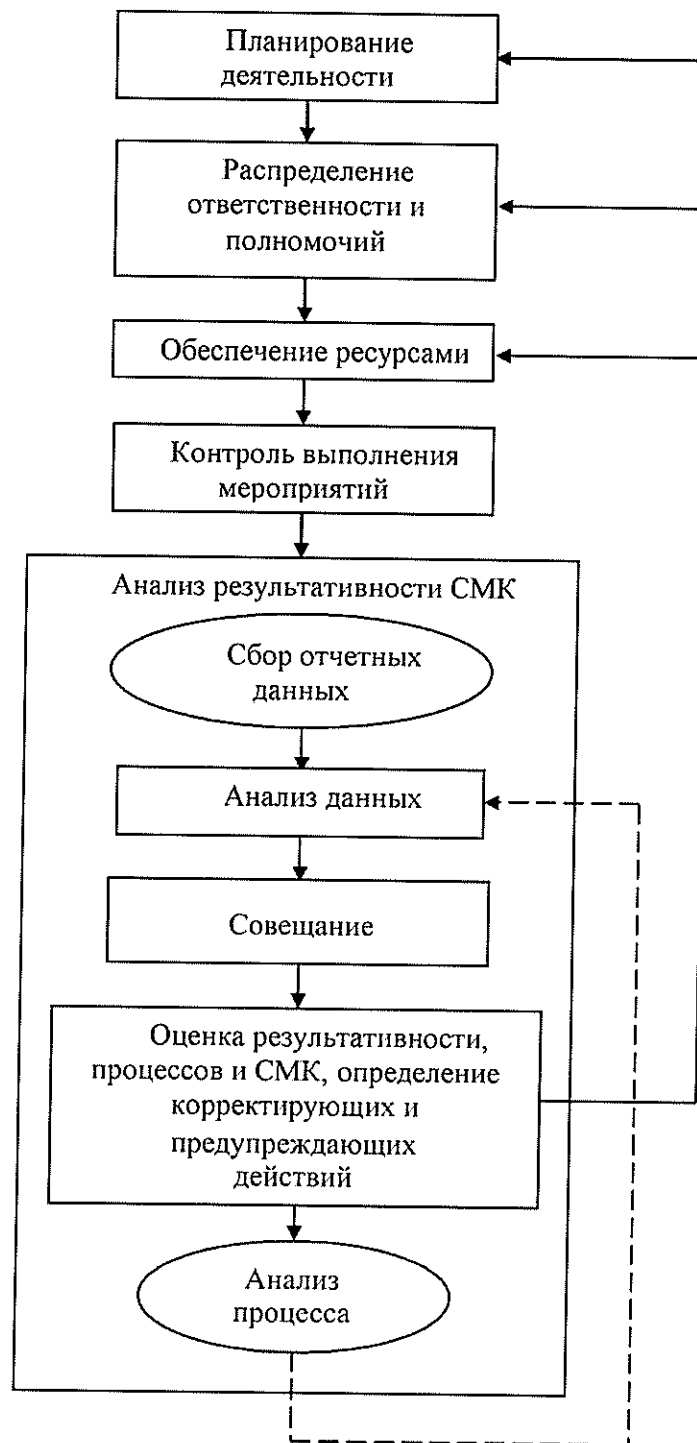 Планирование
деятельности
Распределение
ответственности и
полномочий
Обеспечение ресурсами
Контроль выполнения
мероприятий
Анализ результативности СМК
Сбор отчетных
данных
Анализ данных
Совещание
Оценка результативности,
процессов и СМК, определение
корректирующих и
предупреждающих
действий
Анализ
процесса